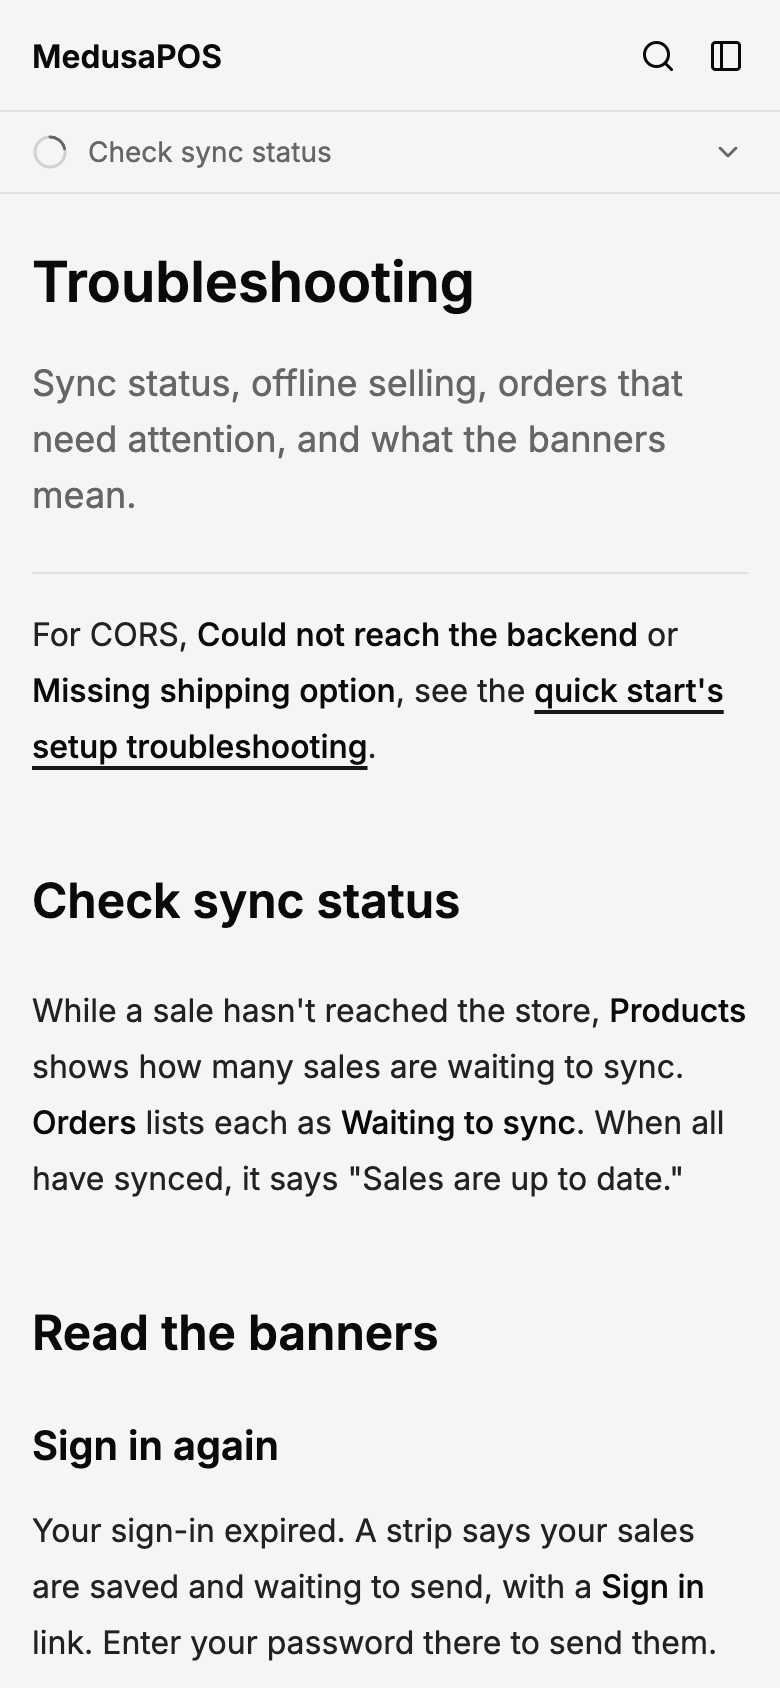 MedusaPOS
Check sync status
Troubleshooting
Sync status, offline selling, orders that
need attention, and what the banners
mean.
For CORS, Could not reach the backend or
Missing shipping option, see the quick start's
setup troubleshooting.
Check sync status
While a sale hasn't reached the store, Products
shows how many sales are waiting to sync.
Orders lists each as Waiting to sync. When all
have synced, it says "Sales are up to date."
Read the banners
Sign in again
Your sign-in expired. A strip says your sales
are saved and waiting to send, with a Sign in
link. Enter your password there to send them.